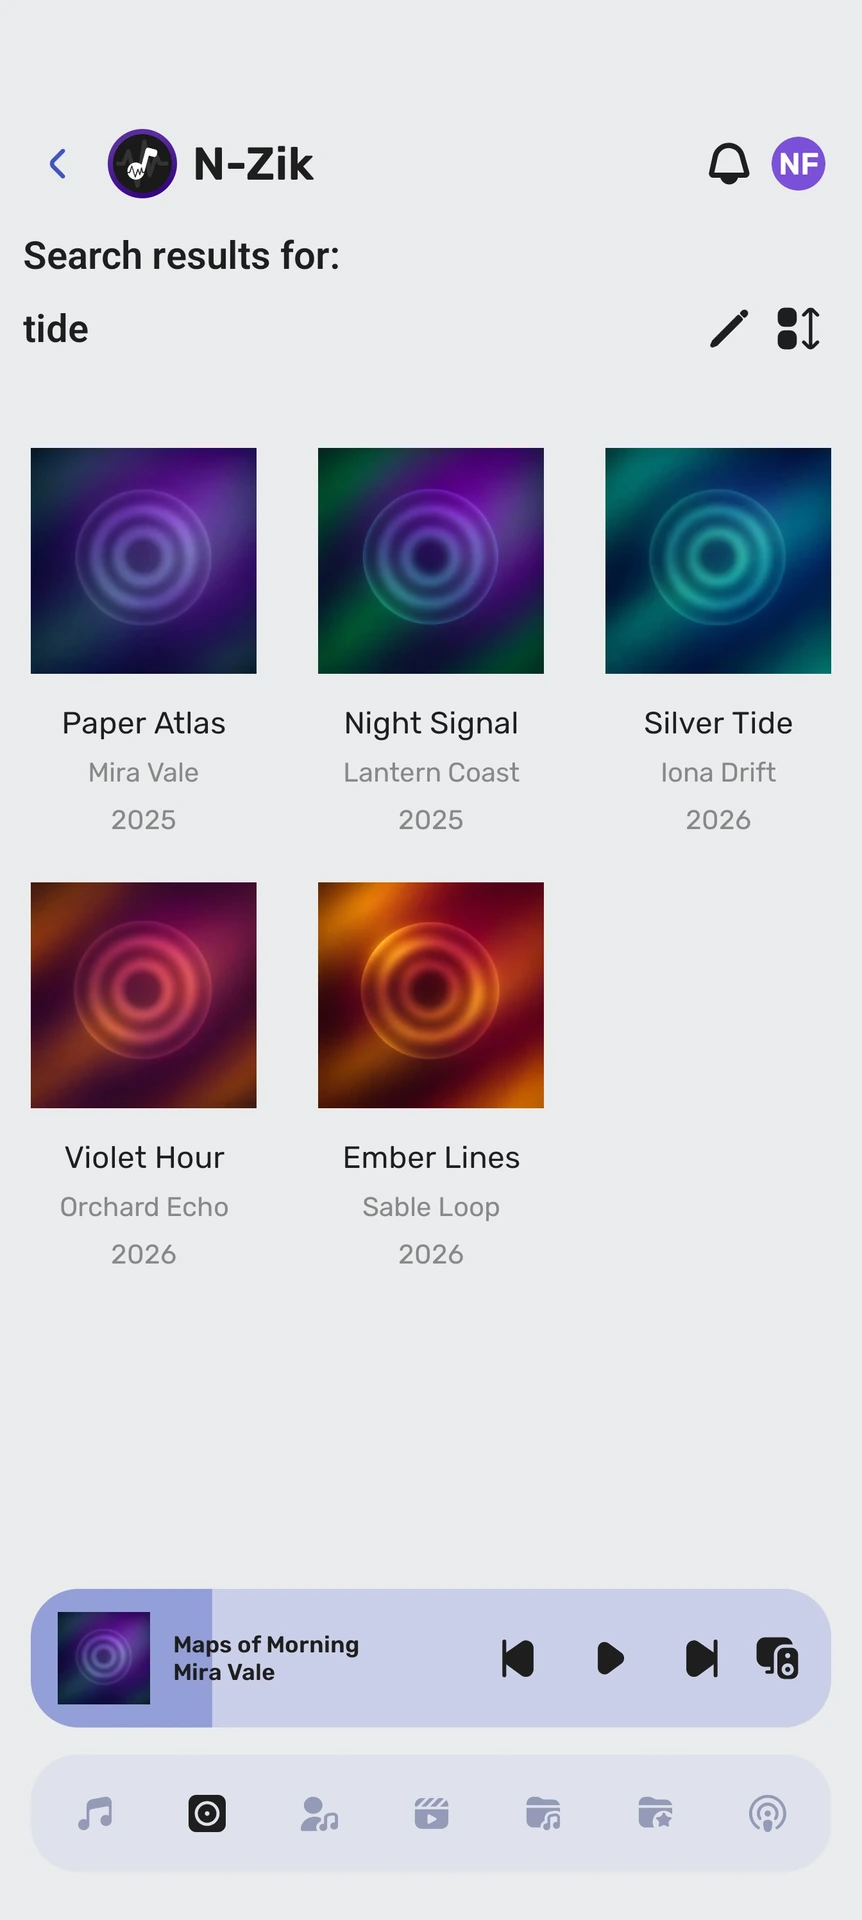 N-Zik
NF
Search results for:
tide
Paper Atlas
Mira Vale
2025
Night Signal
Lantern Coast
2025
Silver Tide
Iona Drift
2026
Violet Hour
Orchard Echo
2026
Ember Lines
Sable Loop
2026
Maps of Morning
Mira Vale